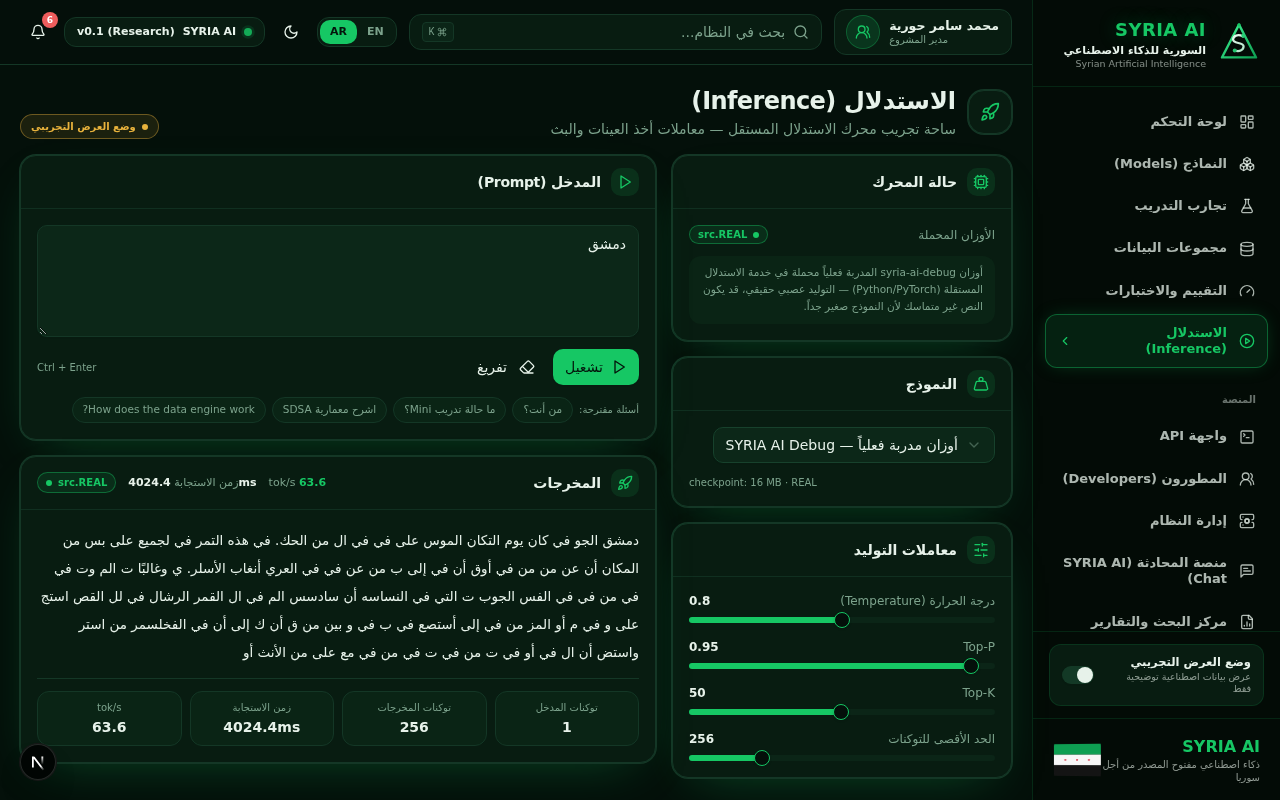 SYRIA AI
السورية للذكاء الاصطناعي
Syrian Artificial Intelligence
لوحة التحكم
النماذج (Models)
تجارب التدريب
مجموعات البيانات
التقييم والاختبارات
الاستدلال
(Inference)
المنصة
واجهة API
المطورون (Developers)
إدارة النظام
منصة المحادثة (SYRIA AI
Chat)
مركز البحث والتقارير
وضع العرض التجريبي
عرض بيانات اصطناعية توضيحية
فقط
SYRIA AI
ذكاء اصطناعي مفتوح المصدر من أجل
سوريا
محمد سامر حورية
مدير المشروع
بحث في النظام...
⌘K
AR
EN
SYRIA AI v0.1 (Research)
6
الاستدلال (Inference)
ساحة تجريب محرك الاستدلال المستقل — معاملات أخذ العينات والبث
وضع العرض التجريبي
حالة المحرك
الأوزان المحملة
src.REAL
أوزان syria-ai-debug المدربة فعلياً محملة في خدمة الاستدلال
المستقلة (Python/PyTorch) — التوليد عصبي حقيقي، قد يكون
النص غير متماسك لأن النموذج صغير جداً.
النموذج
SYRIA AI Debug — أوزان مدربة فعلياً
checkpoint: 16 MB · REAL
معاملات التوليد
درجة الحرارة (Temperature)
0.8
Top-P
0.95
Top-K
50
الحد الأقصى للتوكنات
256
المدخل (Prompt)
دمشق
تشغيل
تفريغ
Ctrl + Enter
أسئلة مقترحة:
من أنت؟
ما حالة تدريب Mini؟
اشرح معمارية SDSA
How does the data engine work?
المخرجات
63.6 tok/s
زمن الاستجابة 4024.4ms
src.REAL
دمشق الجو في كان يوم التكان الموس على في في ال من الحك. في هذه التمر في لجميع على بس من
المكان أن عن من من في أوق أن في إلى ب من عن في في العري أنغاب الأسلر. ي وغالبًا ت الم وت في
في من في في الفس الجوب ت التي في النساسه أن سادسس الم في ال القمر الرشال في لل القص استج
على و في م أو المز من في إلى أستصع في ب في و بين من ق أن ك إلى أن في الفخلسمر من استر
واستض أن ال في أو في ت من في ت في من في مع على من الأنث أو
توكنات المدخل
1
توكنات المخرجات
256
زمن الاستجابة
4024.4ms
tok/s
63.6
N